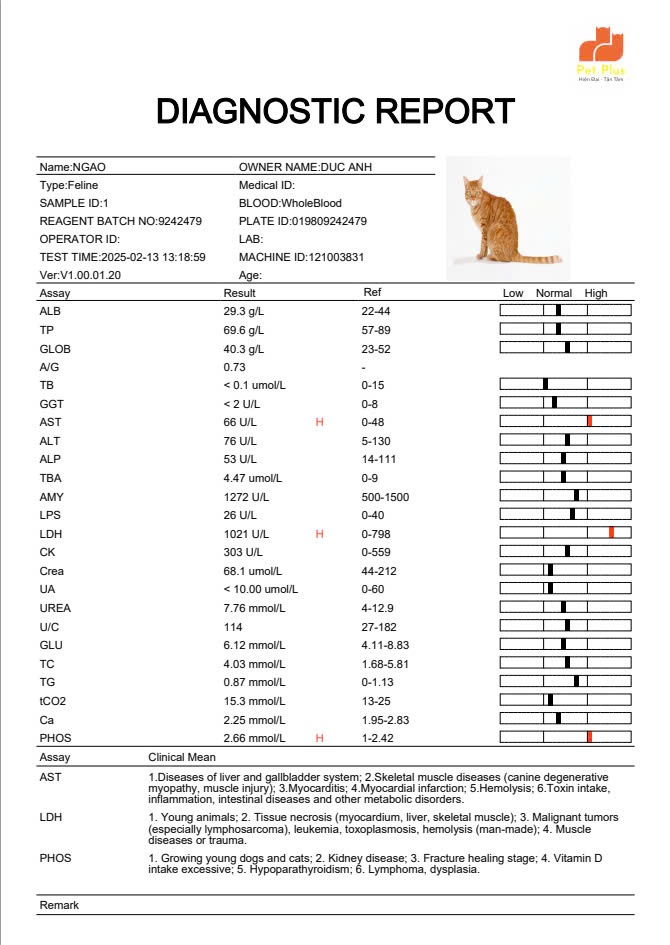 Pet Plus
Hiện Đại - Tận Tâm
DIAGNOSTIC REPORT
Name:NGAO OWNER NAME:DUC ANH
Type:Feline Medical ID:
SAMPLE ID:1 BLOOD:WholeBlood
REAGENT BATCH NO:9242479 PLATE ID:019809242479
OPERATOR ID: LAB:
TEST TIME:2025-02-13 13:18:59 MACHINE ID:121003831
Ver:V1.00.01.20 Age:
Assay Result Ref Low Normal High
ALB 29.3 g/L 22-44
TP 69.6 g/L 57-89
GLOB 40.3 g/L 23-52
A/G 0.73 -
TB < 0.1 umol/L 0-15
GGT < 2 U/L 0-8
AST 66 U/L H 0-48
ALT 76 U/L 5-130
ALP 53 U/L 14-111
TBA 4.47 umol/L 0-9
AMY 1272 U/L 500-1500
LPS 26 U/L 0-40
LDH 1021 U/L H 0-798
CK 303 U/L 0-559
Crea 68.1 umol/L 44-212
UA < 10.00 umol/L 0-60
UREA 7.76 mmol/L 4-12.9
U/C 114 27-182
GLU 6.12 mmol/L 4.11-8.83
TC 4.03 mmol/L 1.68-5.81
TG 0.87 mmol/L 0-1.13
tCO2 15.3 mmol/L 13-25
Ca 2.25 mmol/L 1.95-2.83
PHOS 2.66 mmol/L H 1-2.42
Assay Clinical Mean
AST 1.Diseases of liver and gallbladder system; 2.Skeletal muscle diseases (canine degenerative
myopathy, muscle injury); 3.Myocarditis; 4.Myocardial infarction; 5.Hemolysis; 6.Toxin intake,
inflammation, intestinal diseases and other metabolic disorders.
LDH 1. Young animals; 2. Tissue necrosis (myocardium, liver, skeletal muscle); 3. Malignant tumors
(especially lymphosarcoma), leukemia, toxoplasmosis, hemolysis (man-made); 4. Muscle
diseases or trauma.
PHOS 1. Growing young dogs and cats; 2. Kidney disease; 3. Fracture healing stage; 4. Vitamin D
intake excessive; 5. Hypoparathyroidism; 6. Lymphoma, dysplasia.
Remark